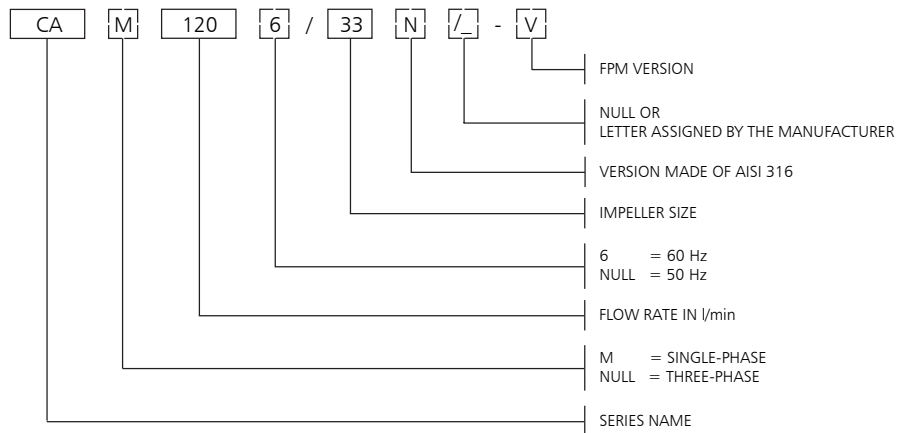 CA M 120 6 / 33 N /_ - V
FPM VERSION
NULL OR
LETTER ASSIGNED BY THE MANUFACTURER
VERSION MADE OF AISI 316
IMPELLER SIZE
6 = 60 Hz
NULL = 50 Hz
FLOW RATE IN l/min
M = SINGLE-PHASE
NULL = THREE-PHASE
SERIES NAME